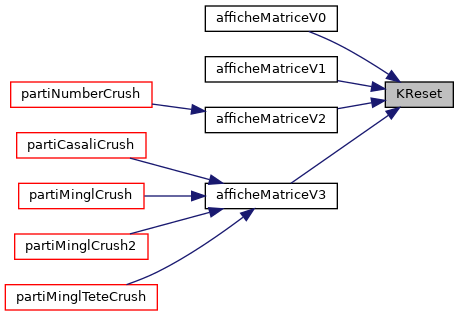 afficheMatriceV0
afficheMatriceV1
KReset
partiNumberCrush
afficheMatriceV2
partiCasaliCrush
partiMinglCrush
afficheMatriceV3
partiMinglCrush2
partiMinglTeteCrush